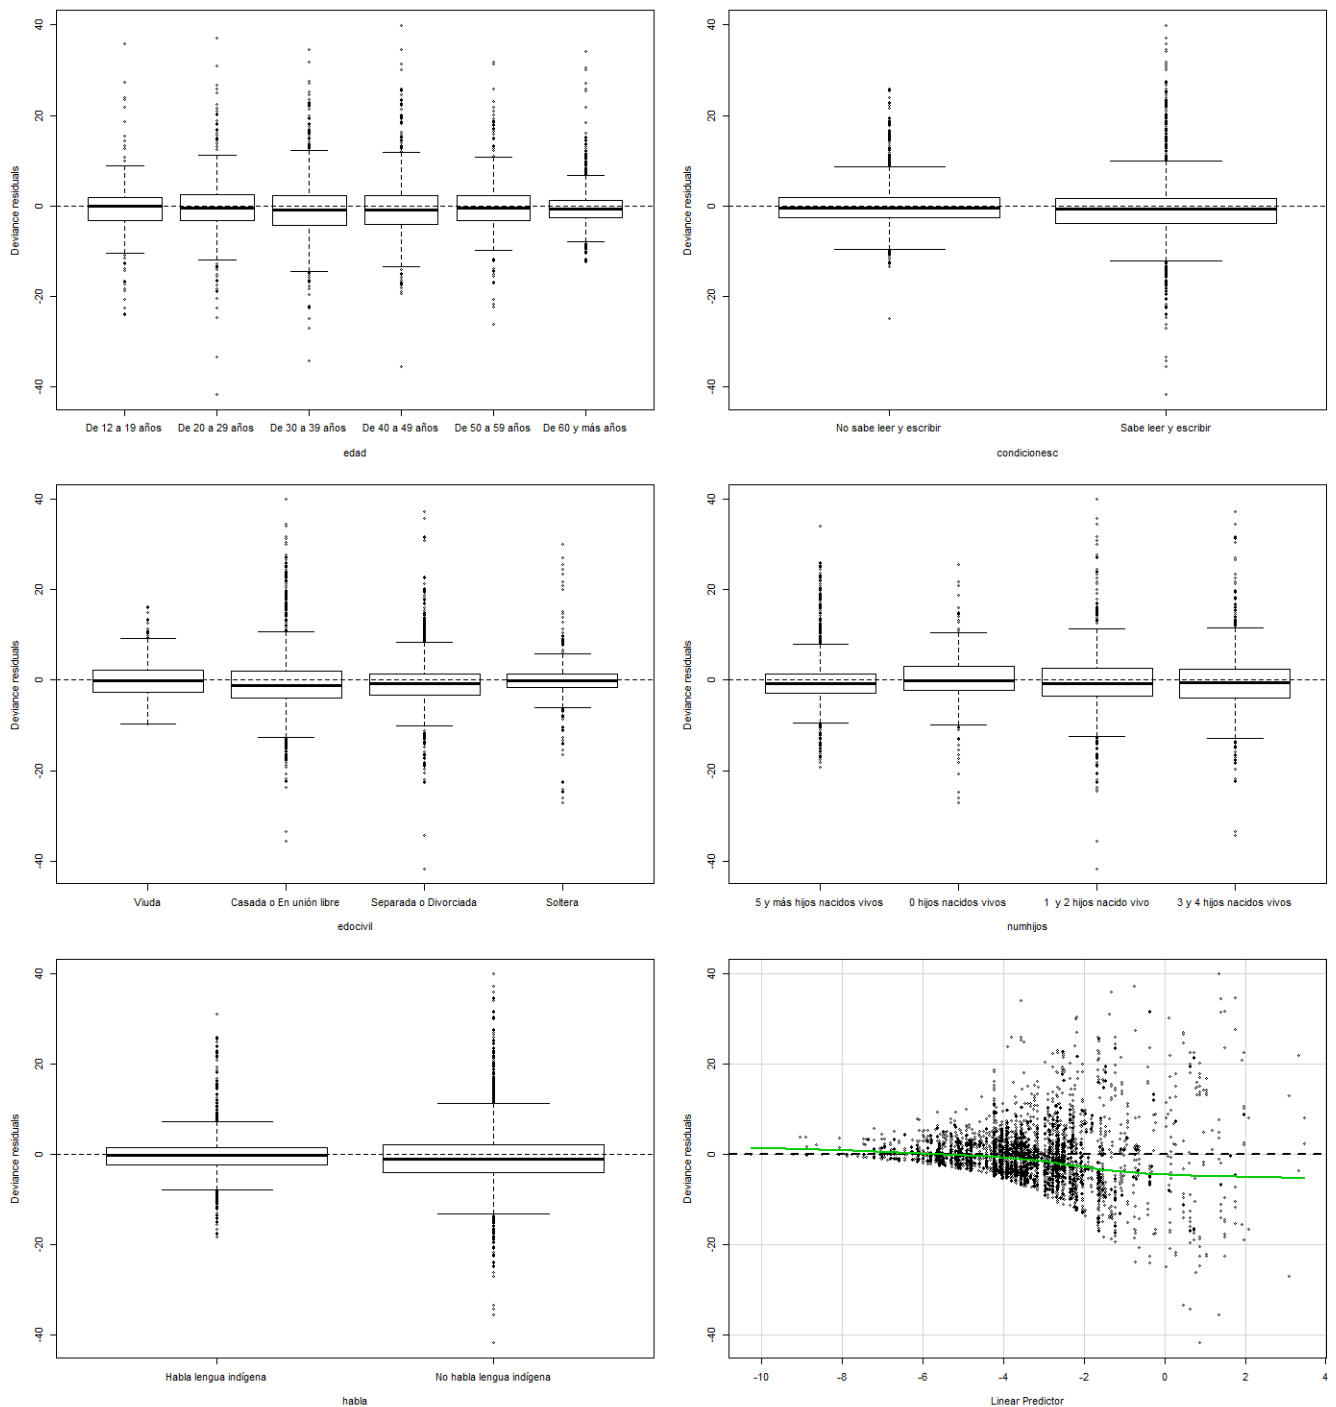 40
20
0
-20
-40
Deviance residuals
De 12 a 19 años De 20 a 29 años De 30 a 39 años De 40 a 49 años De 50 a 59 años De 60 y más años
edad
40
20
0
-20
-40
Deviance residuals
No sabe leer y escribir Sabe leer y escribir
condicionesc
40
20
0
-20
-40
Deviance residuals
Viuda Casada o En unión libre Separada o Divorciada Soltera
edocivil
40
20
0
-20
-40
Deviance residuals
5 y más hijos nacidos vivos 0 hijos nacidos vivos 1 y 2 hijos nacido vivo 3 y 4 hijos nacidos vivos
numhijos
40
20
0
-20
-40
Deviance residuals
Habla lengua indígena No habla lengua indígena
habla
40
20
0
-20
-40
Deviance residuals
-10 -8 -6 -4 -2 0 2 4
Linear Predictor